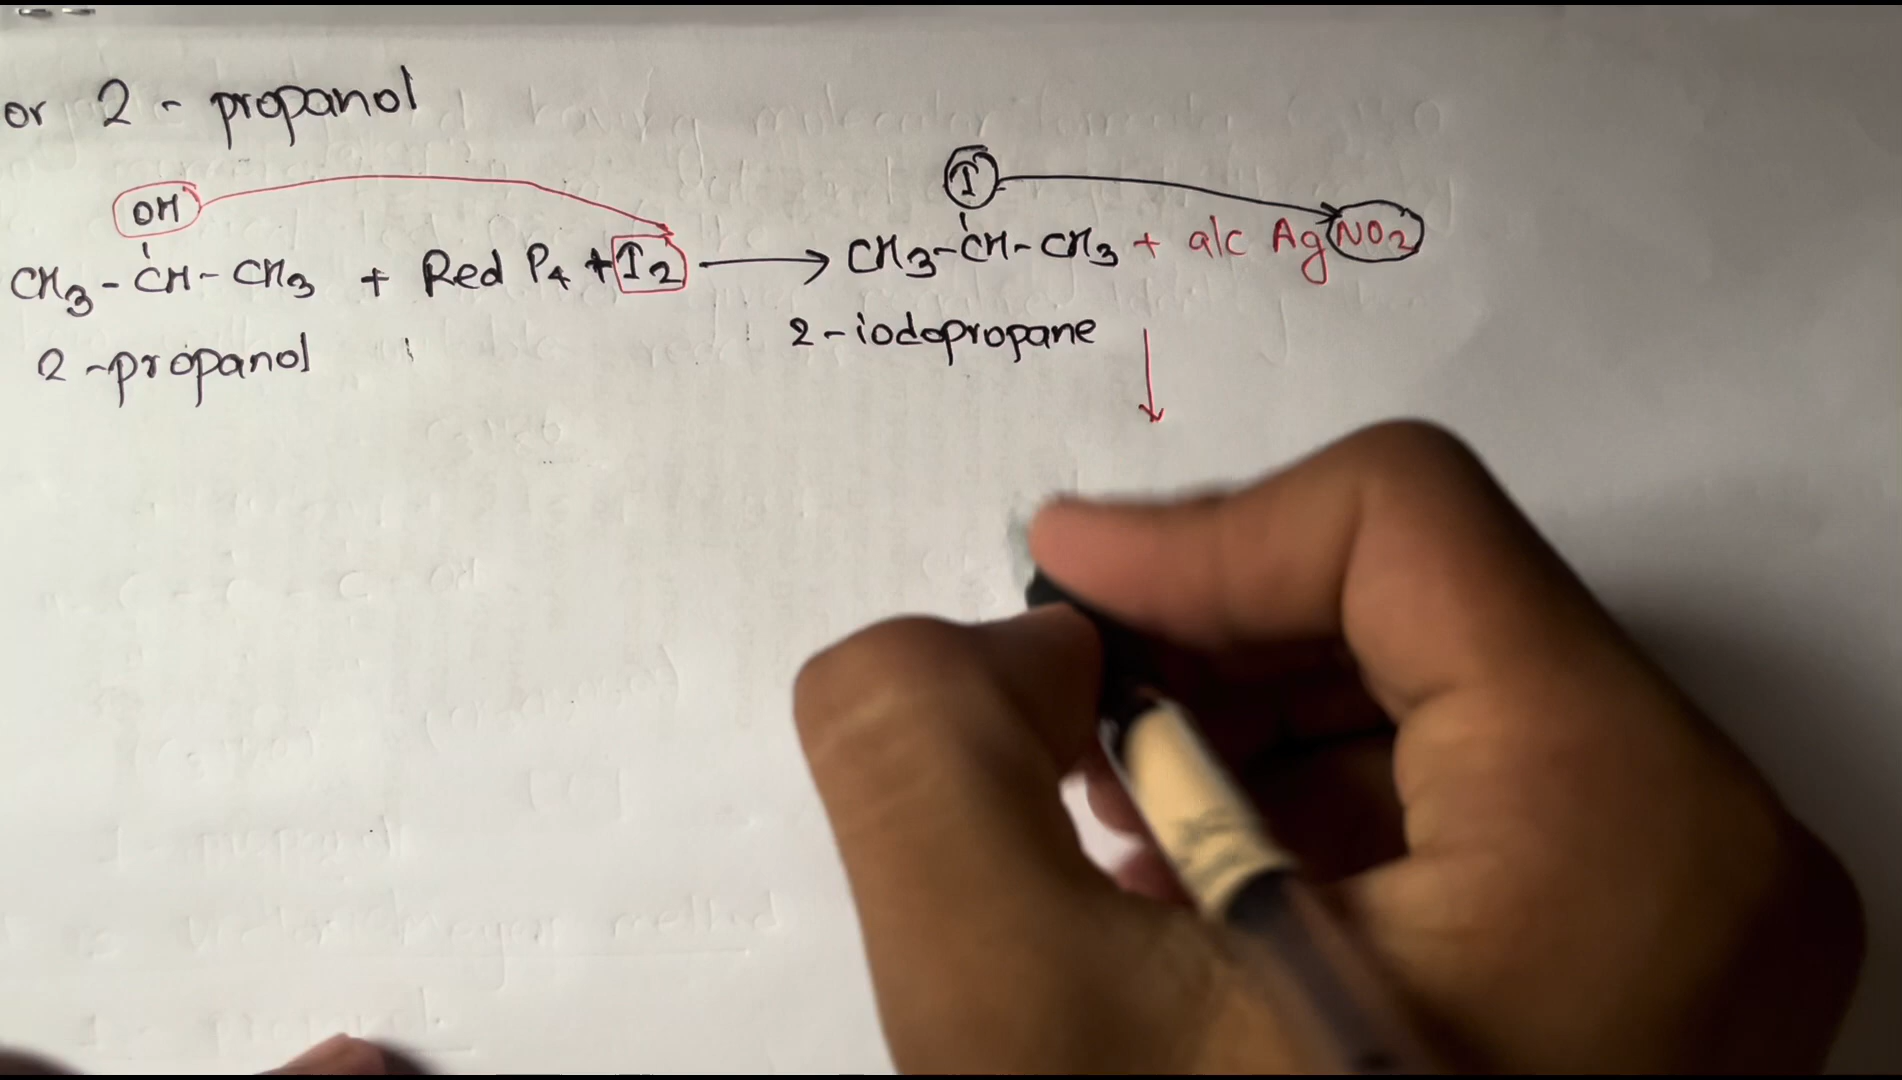 or 2 - propanol
OH
CH3 - CH - CH3 + Red P4 + I2 → CH3 - CH - CH3 + alc AgNO2
I
2 - propanol
2 - iodopropane